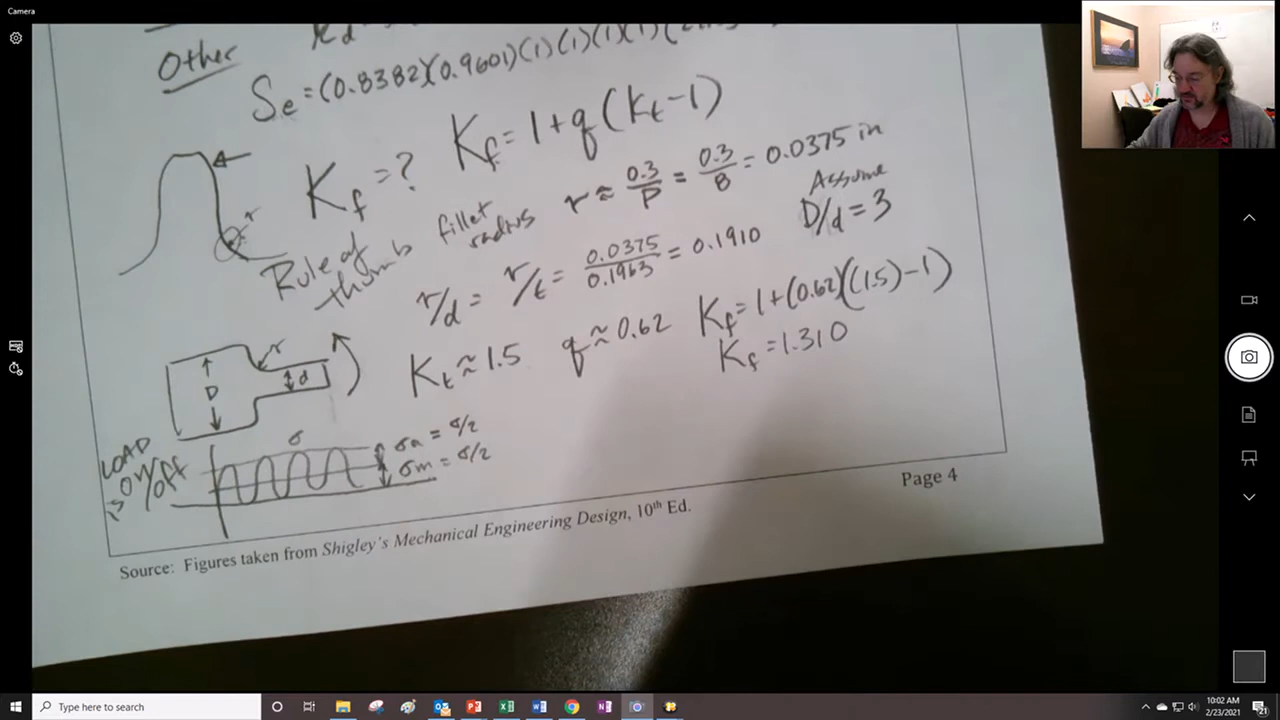 Camera
Other
Se = (0.8382)(0.9601)(1)(1)(1)(1)
Kf = ? Kf = 1 + q (Kt - 1)
Rule of thumb fillet radius r ≈ 0.3/P = 0.3/8 = 0.0375 in
r
Assume
D/d = 3
r/d = r/t = 0.0375/0.1963 = 0.1910
Kt ≈ 1.5 q ≈ 0.62 Kf = 1 + (0.62)((1.5) - 1)
Kf = 1.310
r
D
d
LOAD is on/off
σ
σa = σ/2
σm = σ/2
Page 4
Source: Figures taken from Shigley's Mechanical Engineering Design, 10th Ed.
Type here to search
10:02 AM
2/23/2021
21